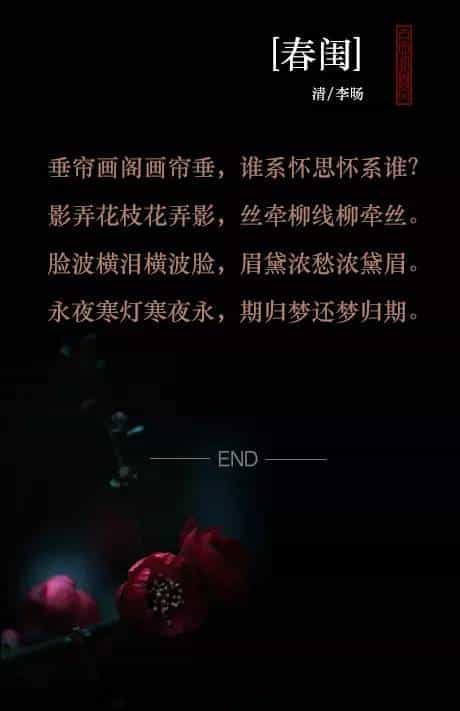 [春闺]
清/李旸
垂帘画阁画帘垂，谁系怀思怀系谁？
影弄花枝花弄影，丝牵柳线柳牵丝。
脸波横泪横波脸，眉黛浓愁浓黛眉。
永夜寒灯寒夜永，期归梦还梦归期。
END